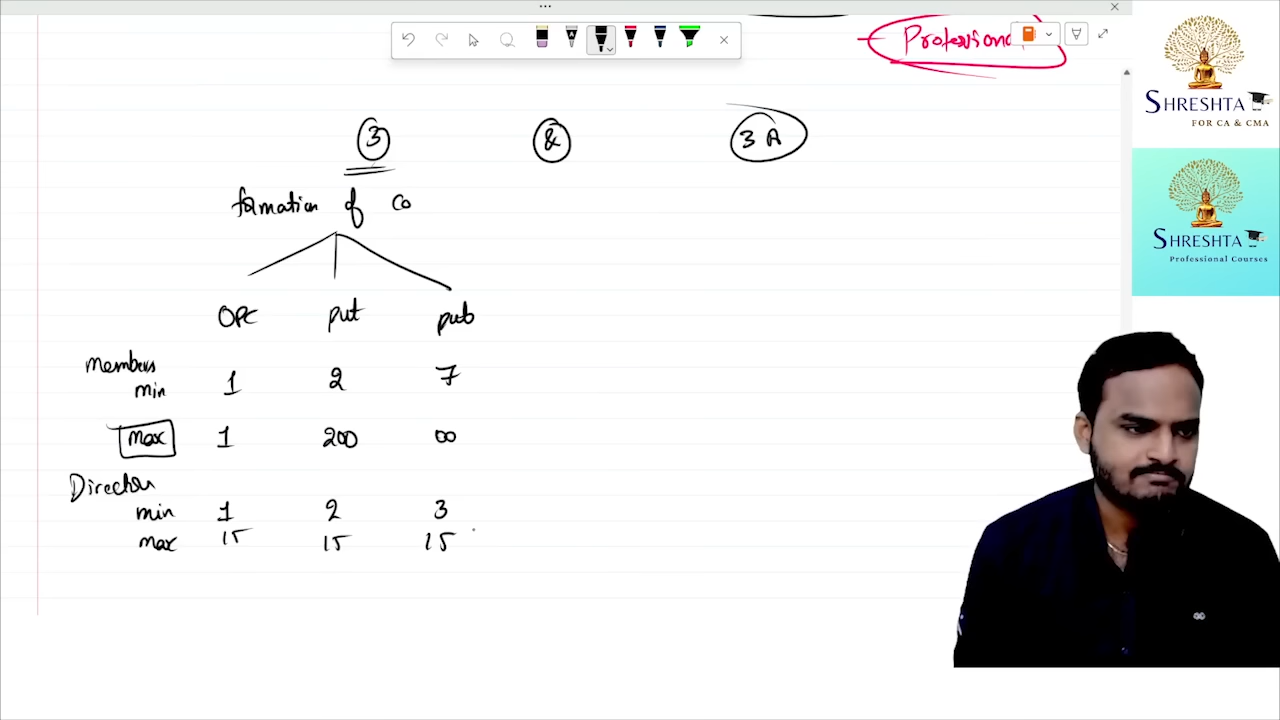 Professional
3 & 3 A
formation of co
OPC pvt pub
Members
min 1 2 7
max 1 200 ∞
Directors
min 1 2 3
max 15 15 15
SHRESHTA
FOR CA & CMA
SHRESHTA
Professional Courses